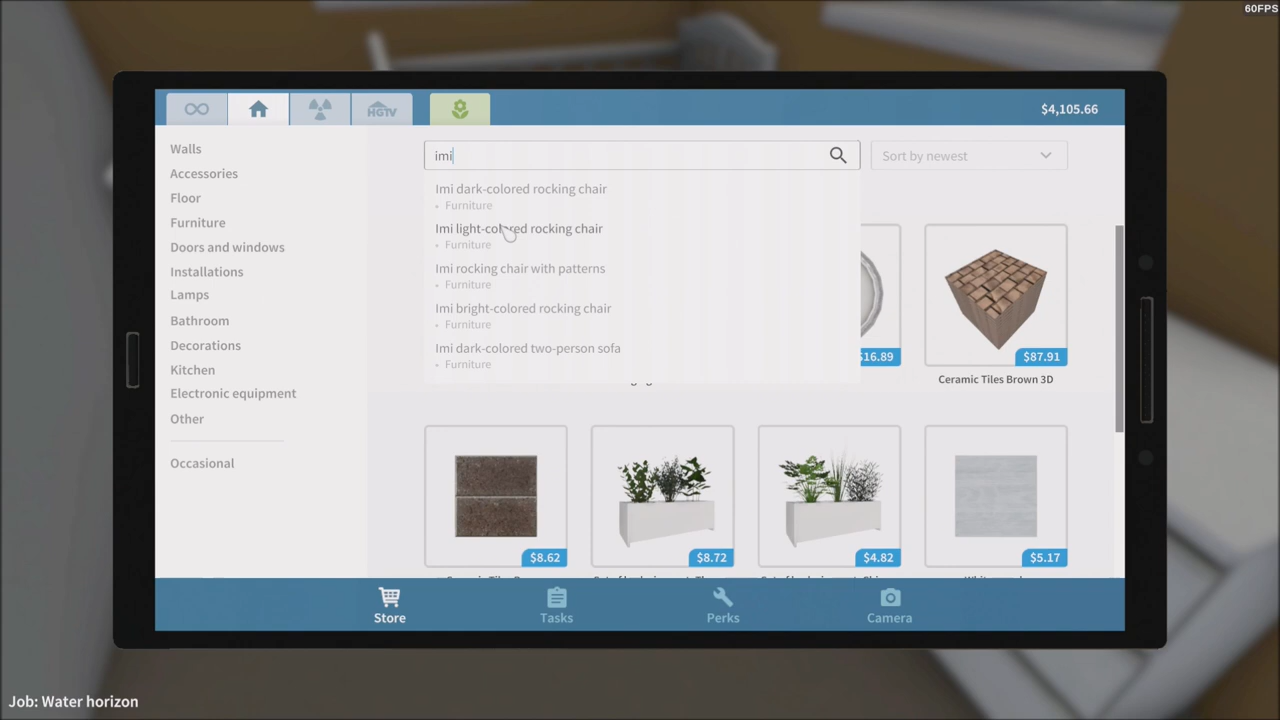 60FPS
HGTV
$4,105.66
Walls
Accessories
Floor
Furniture
Doors and windows
Installations
Lamps
Bathroom
Decorations
Kitchen
Electronic equipment
Other
Occasional
imi
Sort by newest
Imi dark-colored rocking chair
• Furniture
Imi light-colored rocking chair
• Furniture
Imi rocking chair with patterns
• Furniture
Imi bright-colored rocking chair
• Furniture
Imi dark-colored two-person sofa
• Furniture
$16.89
$87.91
Ceramic Tiles Brown 3D
$8.62
$8.72
$4.82
$5.17
Store
Tasks
Perks
Camera
Job: Water horizon